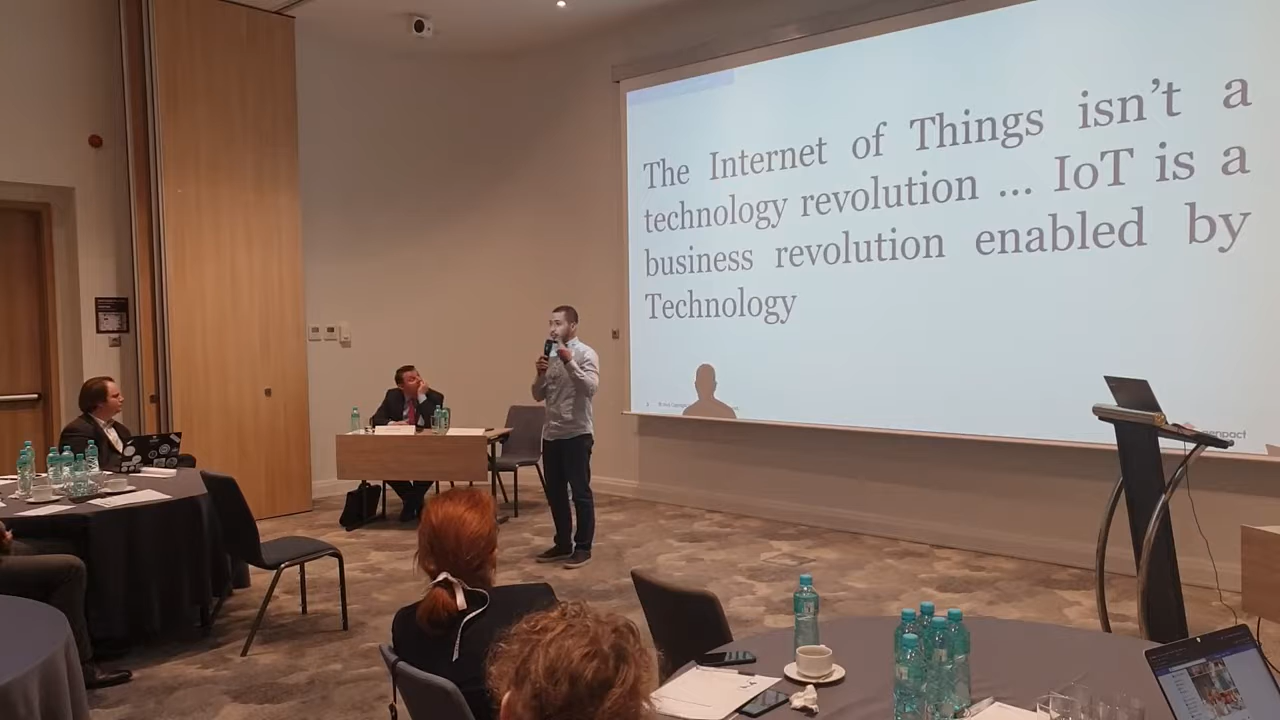 The Internet of Things isn't a
technology revolution ... IoT is a
business revolution enabled by
Technology